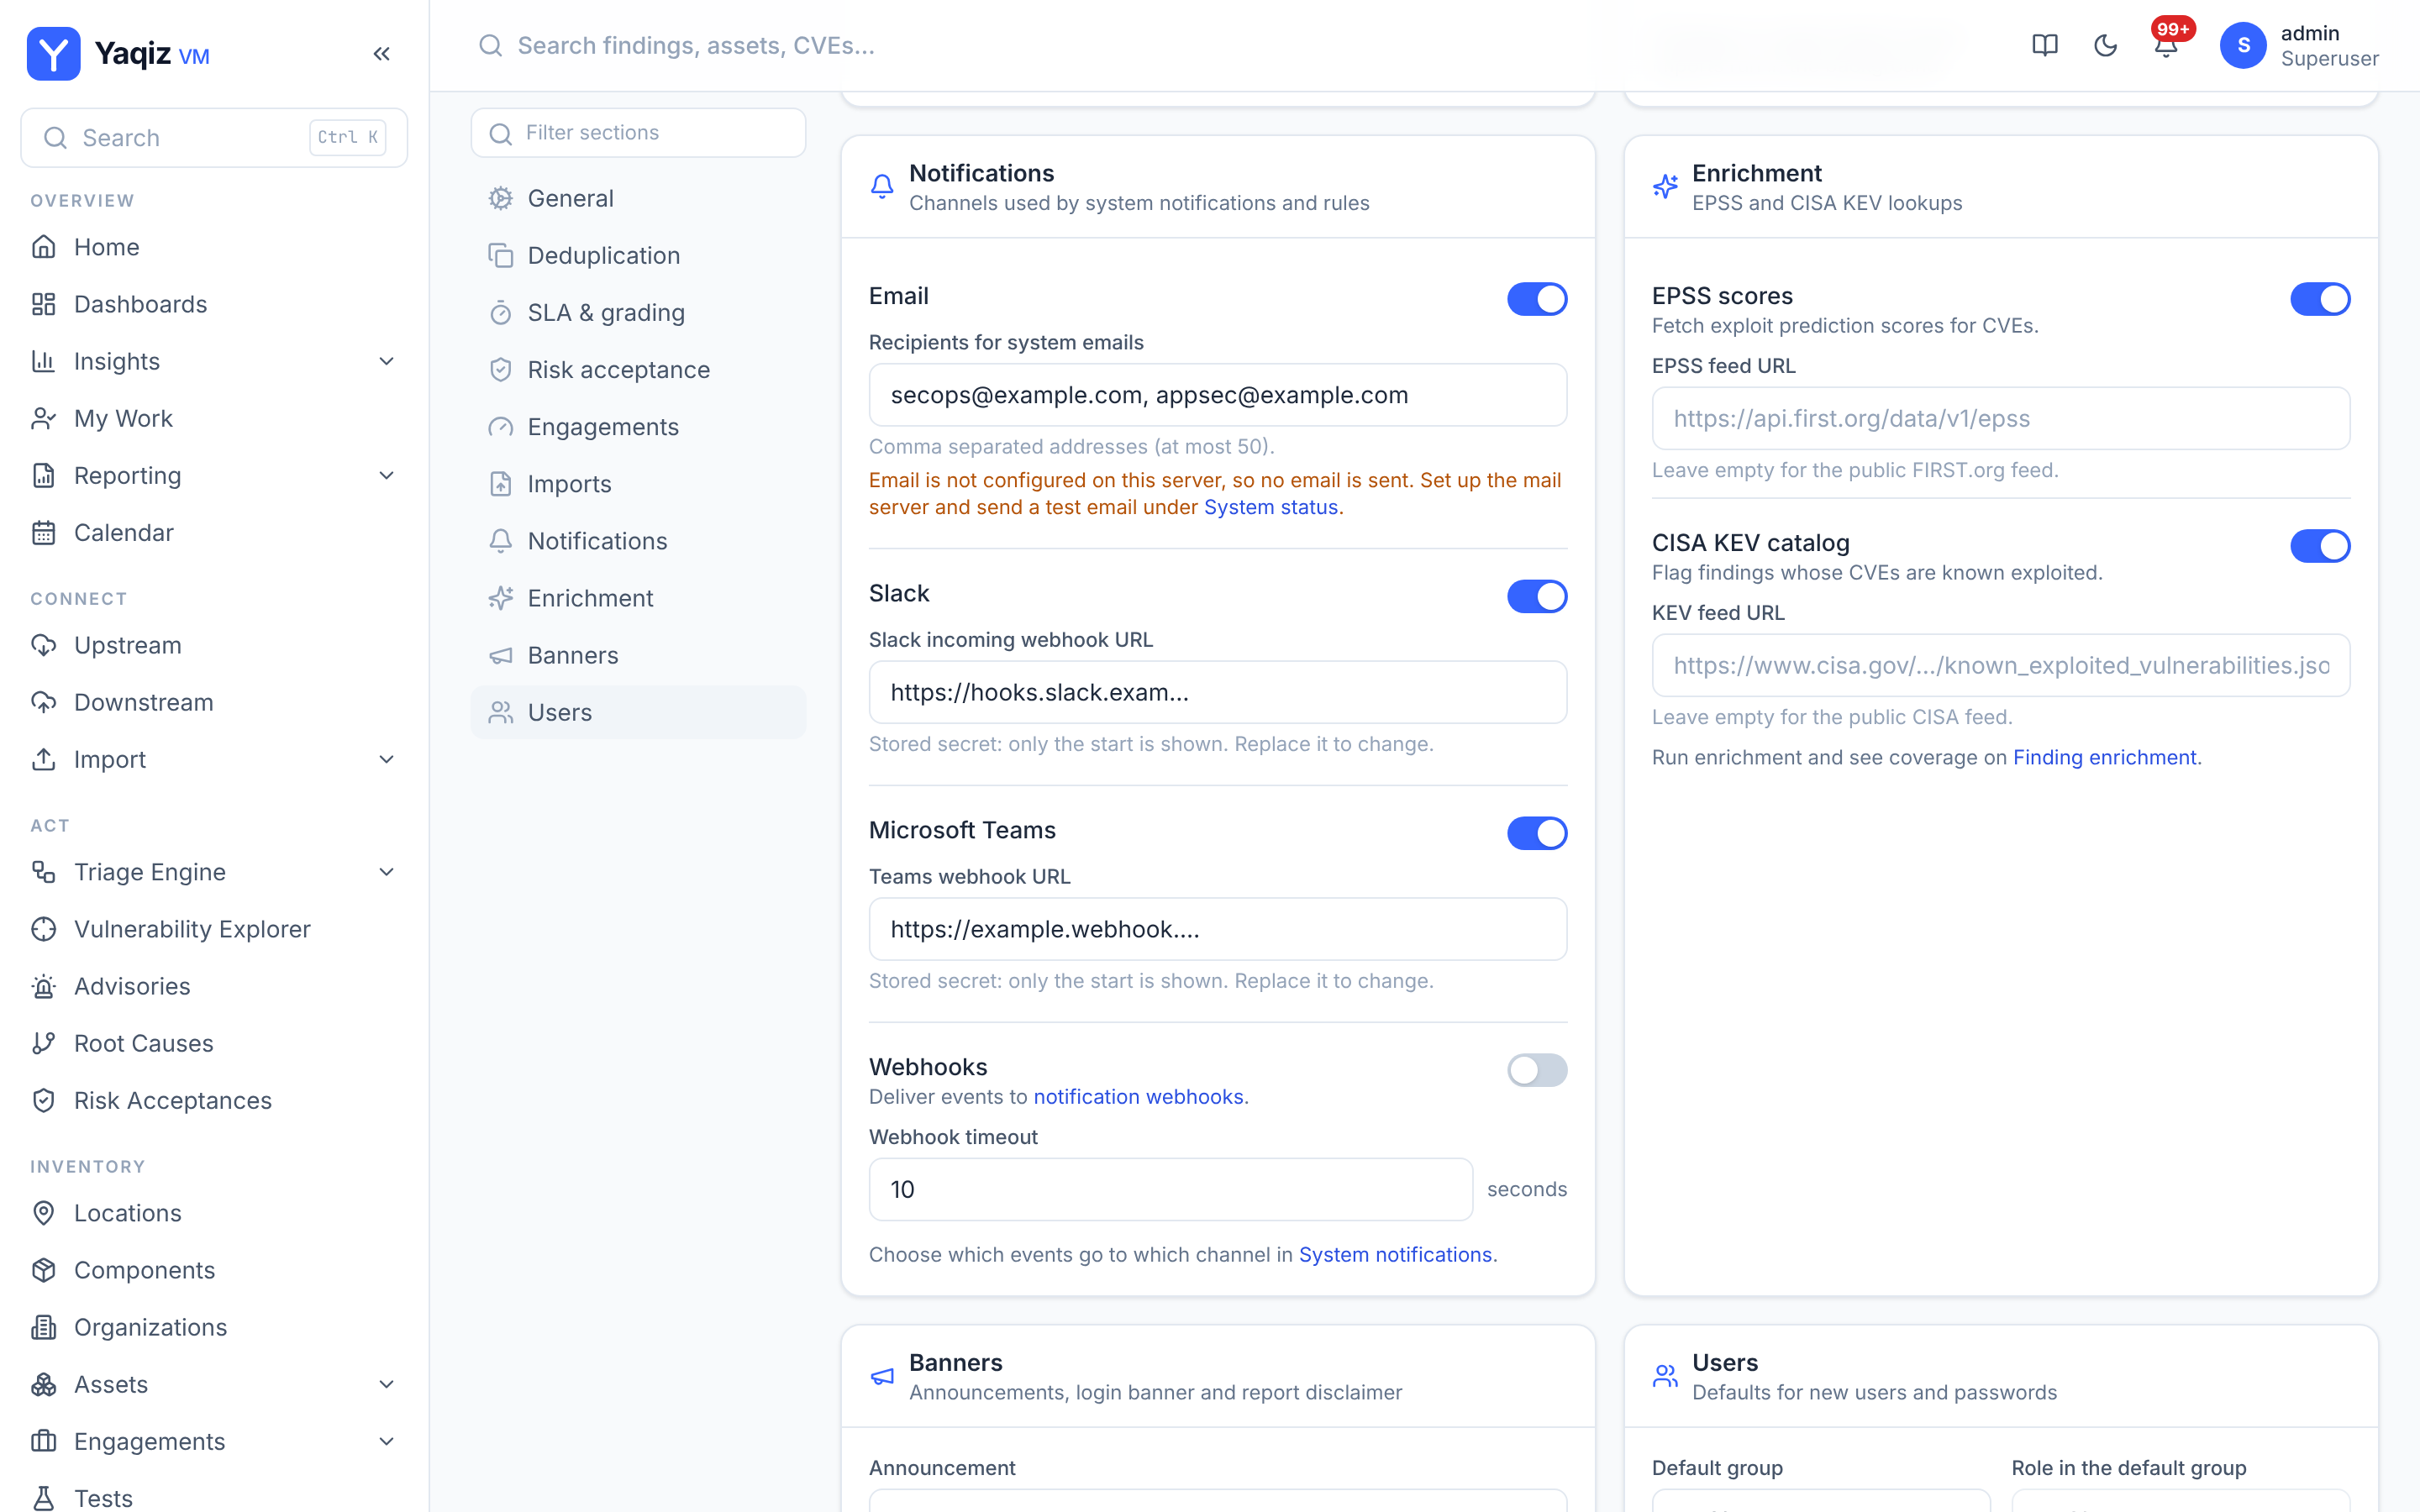 Yaqiz VM
Search
Ctrl K
OVERVIEW
Home
Dashboards
Insights
My Work
Reporting
Calendar
CONNECT
Upstream
Downstream
Import
ACT
Triage Engine
Vulnerability Explorer
Advisories
Root Causes
Risk Acceptances
INVENTORY
Locations
Components
Organizations
Assets
Engagements
Tests
Search findings, assets, CVEs...
99+
S
admin
Superuser
Filter sections
General
Deduplication
SLA & grading
Risk acceptance
Engagements
Imports
Notifications
Enrichment
Banners
Users
Notifications
Channels used by system notifications and rules
Email
Recipients for system emails
secops@example.com, appsec@example.com
Comma separated addresses (at most 50).
Email is not configured on this server, so no email is sent. Set up the mail
server and send a test email under System status.
Slack
Slack incoming webhook URL
https://hooks.slack.exam...
Stored secret: only the start is shown. Replace it to change.
Microsoft Teams
Teams webhook URL
https://example.webhook....
Stored secret: only the start is shown. Replace it to change.
Webhooks
Deliver events to notification webhooks.
Webhook timeout
10
seconds
Choose which events go to which channel in System notifications.
Enrichment
EPSS and CISA KEV lookups
EPSS scores
Fetch exploit prediction scores for CVEs.
EPSS feed URL
https://api.first.org/data/v1/epss
Leave empty for the public FIRST.org feed.
CISA KEV catalog
Flag findings whose CVEs are known exploited.
KEV feed URL
https://www.cisa.gov/.../known_exploited_vulnerabilities.jso
Leave empty for the public CISA feed.
Run enrichment and see coverage on Finding enrichment.
Banners
Announcements, login banner and report disclaimer
Announcement
Users
Defaults for new users and passwords
Default group
Role in the default group